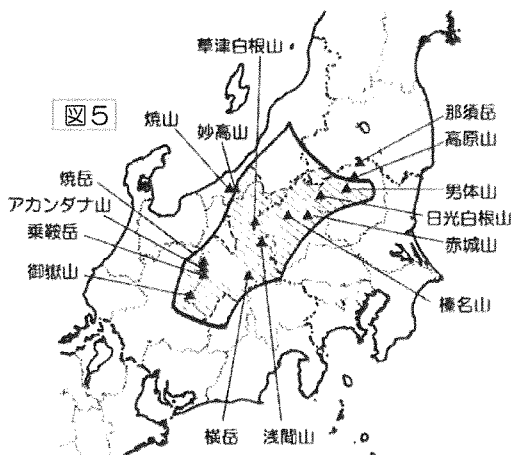 草津白根山
図5
焼山
妙高山
那須岳
高原山
焼岳
アカンダナ山
乗鞍岳
御嶽山
男体山
日光白根山
赤城山
榛名山
横岳
浅間山